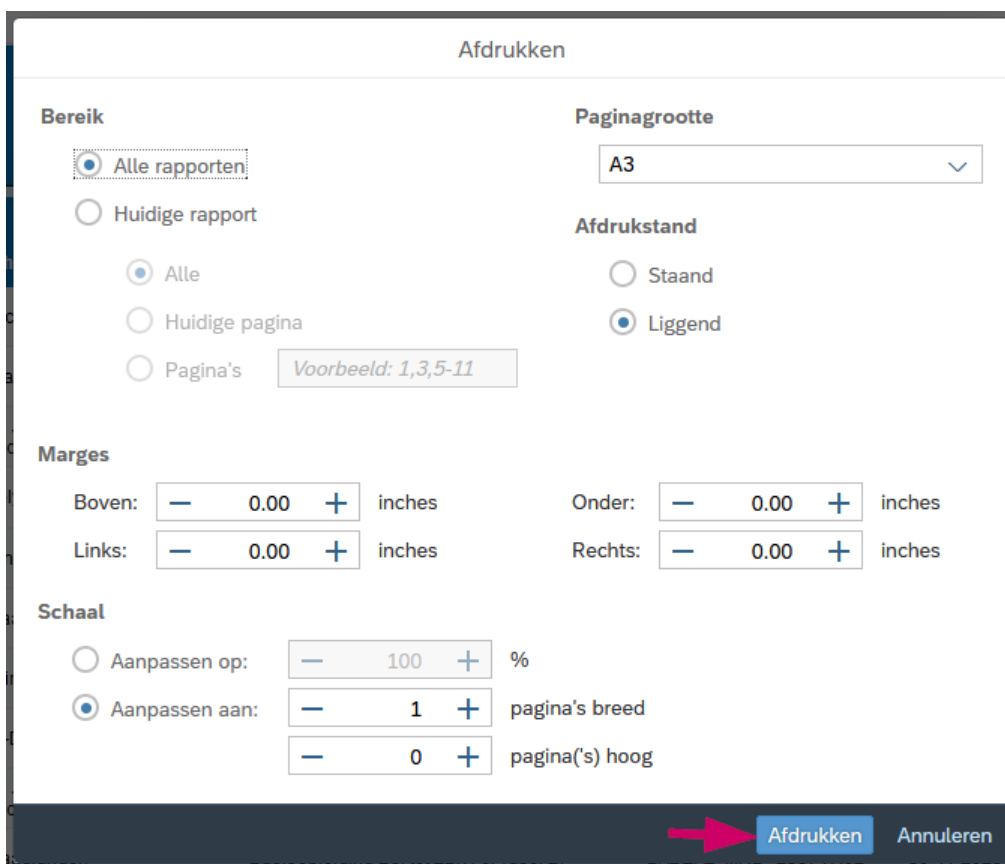 Afdrukken
Bereik
Alle rapporten
Huidige rapport
Alle
Huidige pagina
Pagina's Voorbeeld: 1,3,5-11
Paginagrootte
A3
Afdrukstand
Staand
Liggend
Marges
Boven: — 0.00 + inches Onder: — 0.00 + inches
Links: — 0.00 + inches Rechts: — 0.00 + inches
Schaal
Aanpassen op: — 100 + %
Aanpassen aan: — 1 + pagina's breed
— 0 + pagina('s) hoog
Afdrukken Annuleren